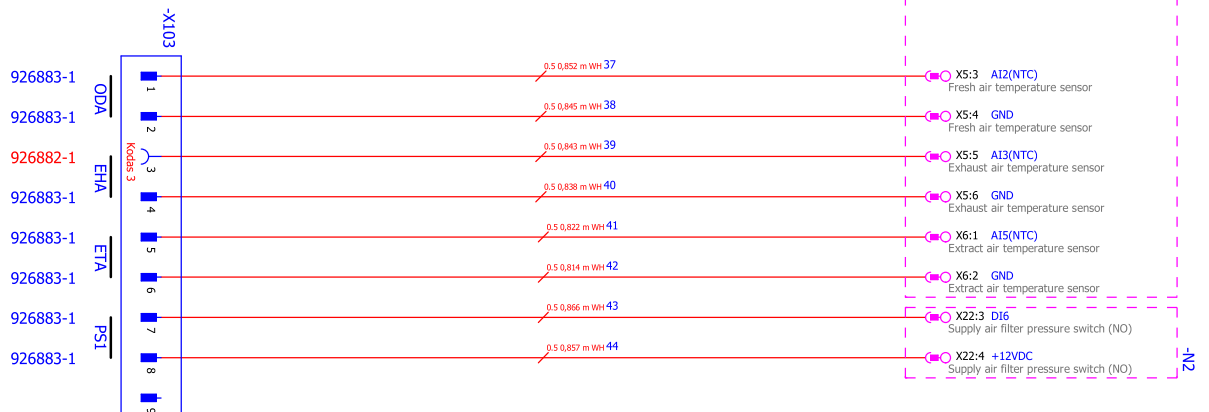 -X103
926883-1
ODA
1
0.5 0,852 m WH 37
X5:3 AI2(NTC)
Fresh air temperature sensor
926883-1
2
0.5 0,845 m WH 38
X5:4 GND
Fresh air temperature sensor
Kodas 3
926882-1
EHA
3
0.5 0,843 m WH 39
X5:5 AI3(NTC)
Exhaust air temperature sensor
926883-1
4
0.5 0,838 m WH 40
X5:6 GND
Exhaust air temperature sensor
926883-1
ETA
5
0.5 0,822 m WH 41
X6:1 AI5(NTC)
Extract air temperature sensor
926883-1
6
0.5 0,814 m WH 42
X6:2 GND
Extract air temperature sensor
926883-1
PS1
7
0.5 0,866 m WH 43
X22:3 DI6
Supply air filter pressure switch (NO)
926883-1
8
0.5 0,857 m WH 44
X22:4 +12VDC
Supply air filter pressure switch (NO)
-N2